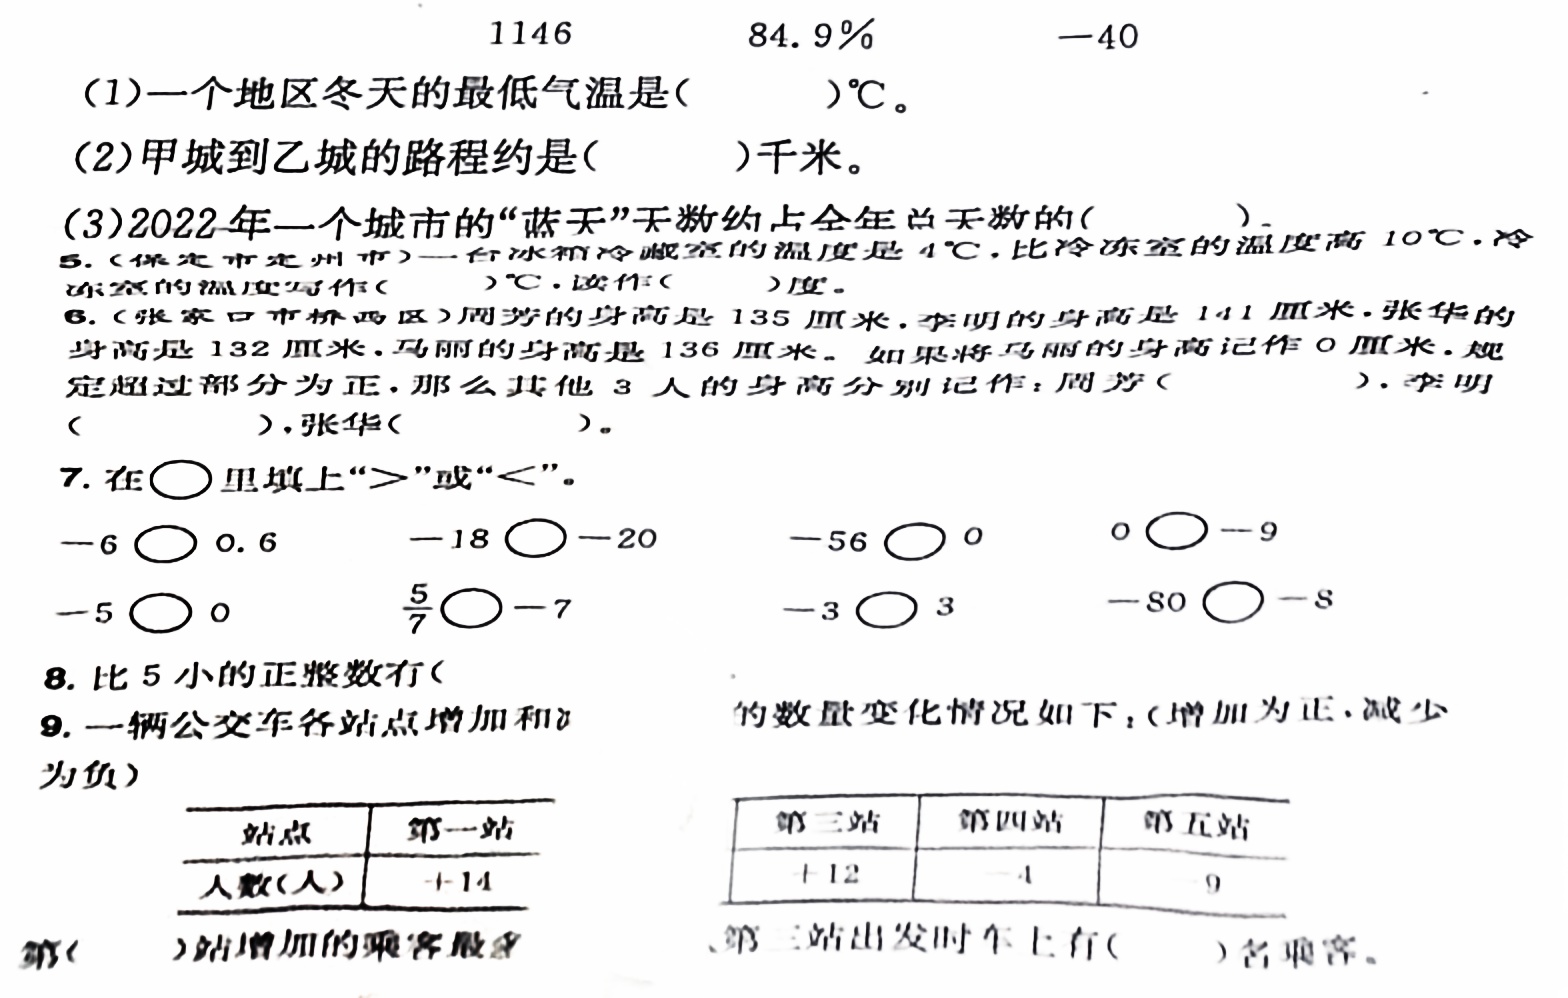 1146 84.9% —40
(1)一个地区冬天的最低气温是( )℃。
(2)甲城到乙城的路程约是( )千米。
(3)2022年一个城市的“蓝天”天数约占全年总天数的( )。
5.(保定市定州市)一台冰箱冷藏室的温度是4℃,比冷冻室的温度高10℃,冷
冻室的温度写作( )℃,读作( )度。
6.(张家口市桥西区)周芳的身高是135厘米,李明的身高是141厘米,张华的
身高是132厘米,马丽的身高是136厘米。如果将马丽的身高记作0厘米,规
定超过部分为正,那么其他3人的身高分别记作:周芳( ),李明
( ),张华( )。
7.在○里填上“>”或“<”。
—6○0.6 —18○—20 —56○0 0○—9
—5○0 5/7○—7 —3○3 —80○—8
8.比5小的正整数有(
9.一辆公交车各站点增加和 的数量变化情况如下:(增加为正,减少
为负)
站点 第一站 第三站 第四站 第五站
人数(人) +14 +12 —4 —9
第( )站增加的乘客最多 、第三站出发时车上有( )名乘客。